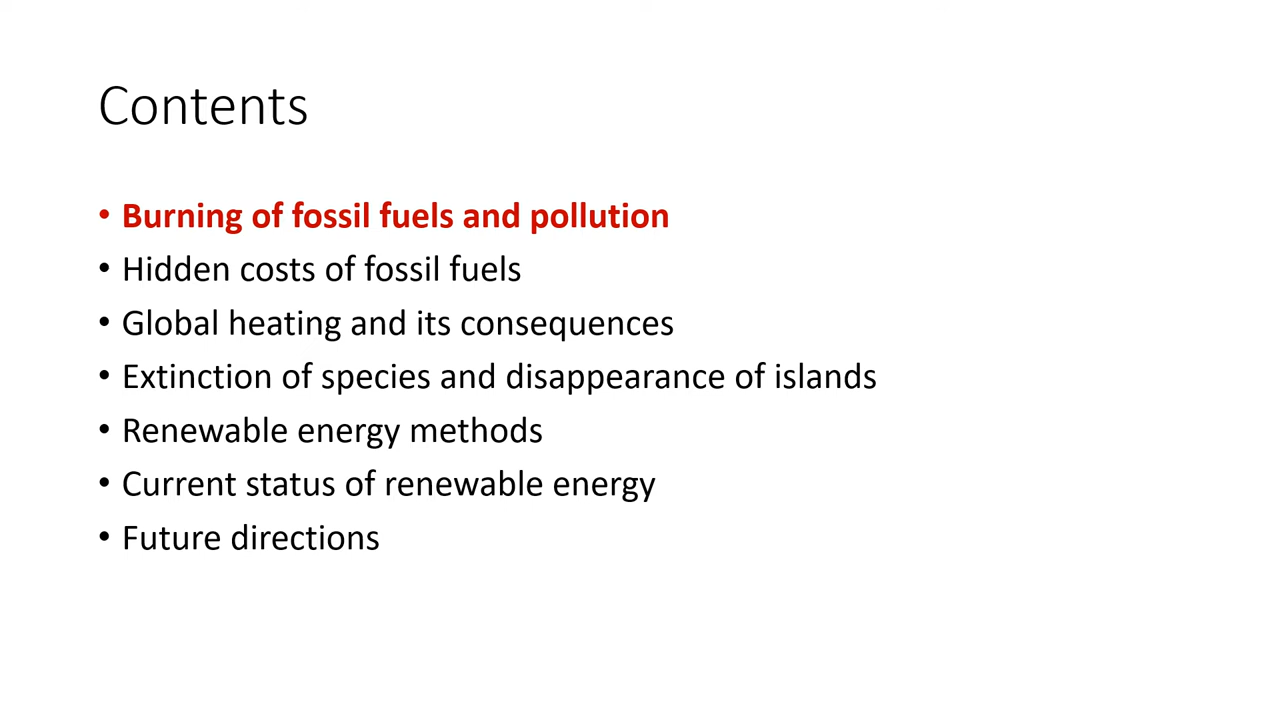 Contents
• Burning of fossil fuels and pollution
• Hidden costs of fossil fuels
• Global heating and its consequences
• Extinction of species and disappearance of islands
• Renewable energy methods
• Current status of renewable energy
• Future directions